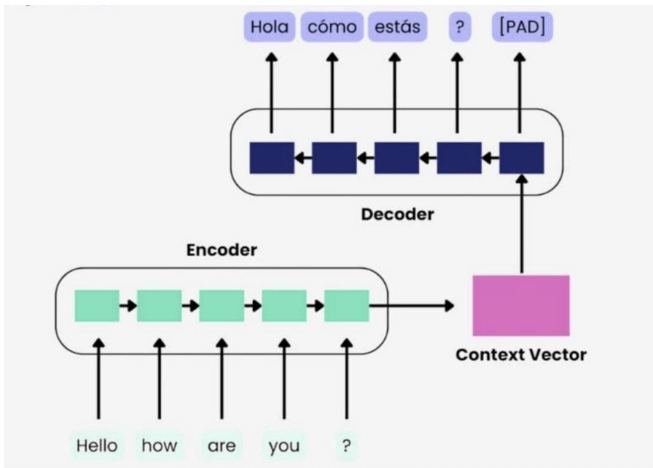 Hola cómo estás ? [PAD]
Decoder
Encoder
Context Vector
Hello how are you ?